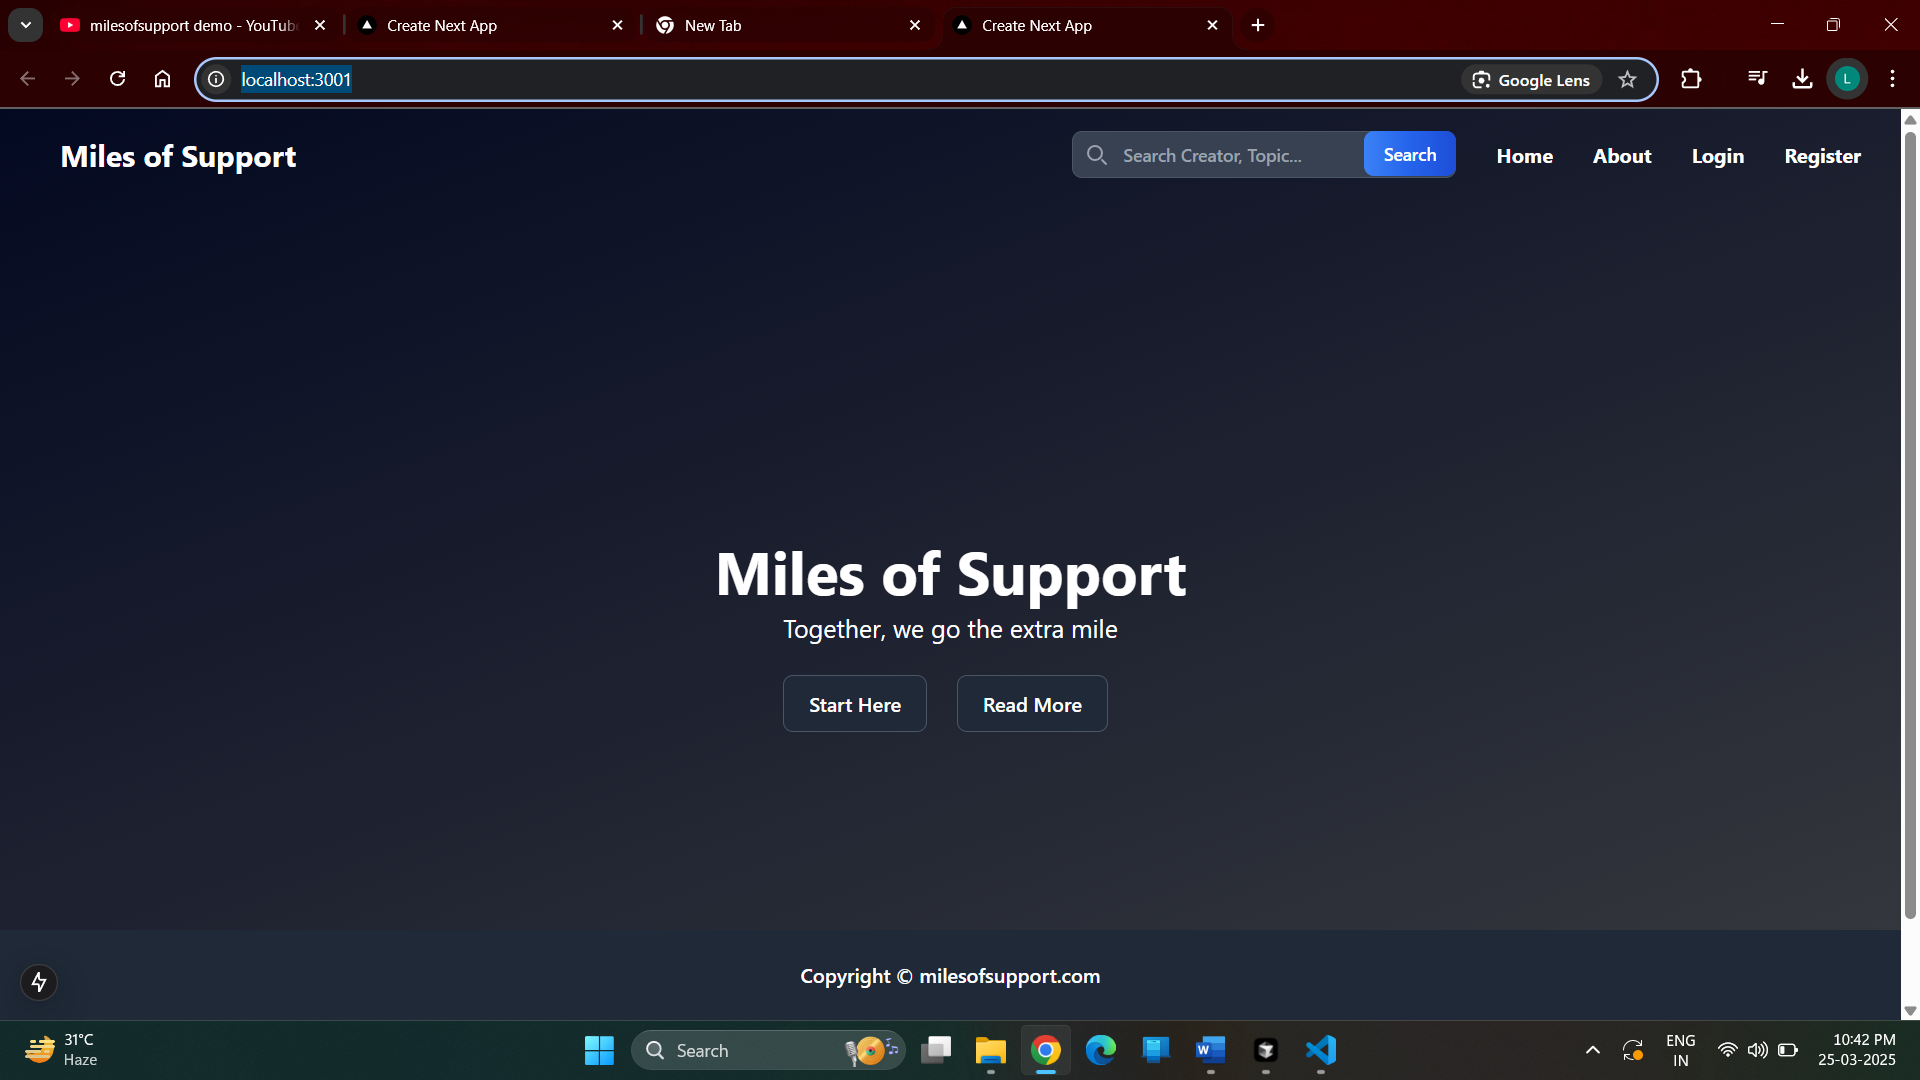 milesofsupport demo - YouTub
Create Next App
New Tab
Create Next App
localhost:3001
Google Lens
L
Miles of Support
Search Creator, Topic...
Search
Home
About
Login
Register
Miles of Support
Together, we go the extra mile
Start Here
Read More
Copyright © milesofsupport.com
31°C
Haze
Search
W
ENG
IN
10:42 PM
25-03-2025